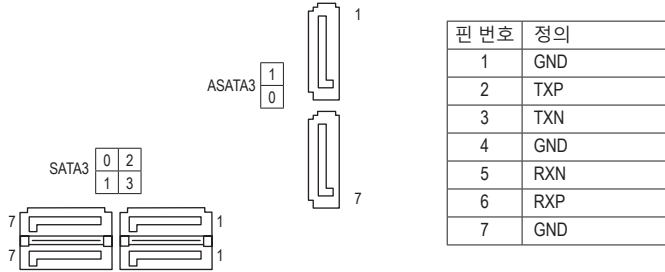 1
ASATA3
1
0
7
SATA3
0 2
1 3
7 1
7 1
핀 번호 정의
1 GND
2 TXP
3 TXN
4 GND
5 RXN
6 RXP
7 GND